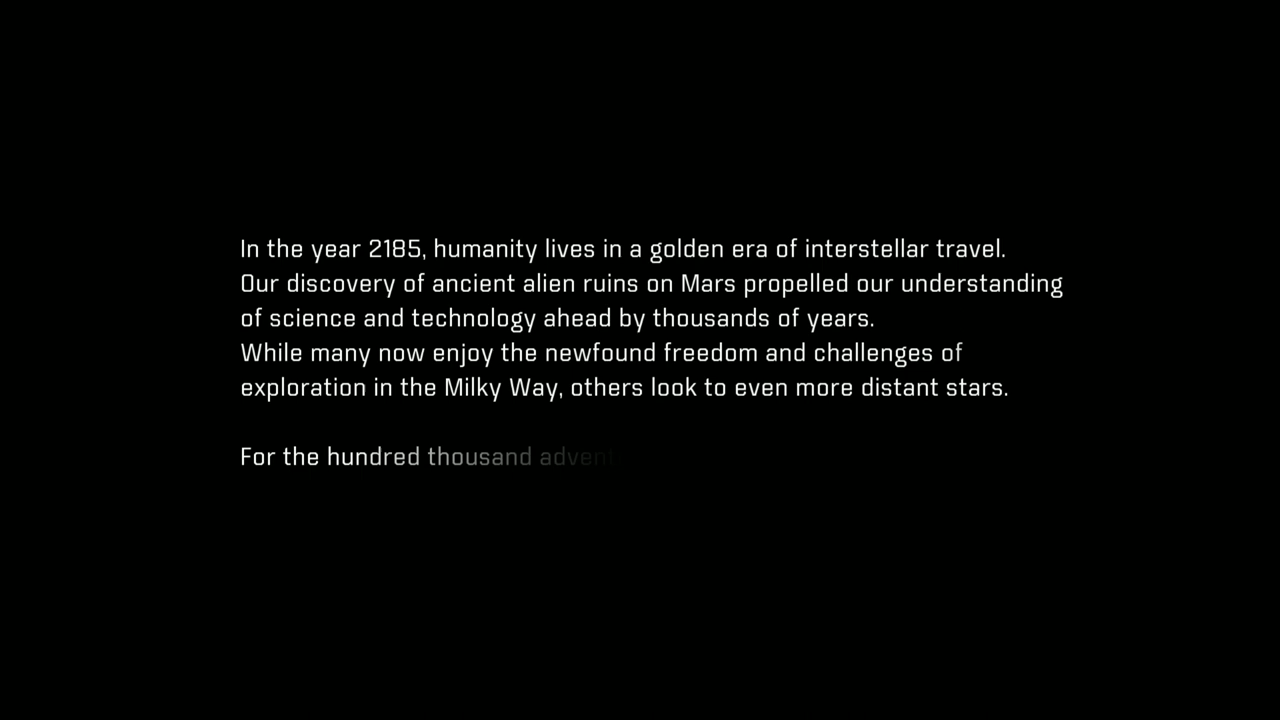 In the year 2185, humanity lives in a golden era of interstellar travel.
Our discovery of ancient alien ruins on Mars propelled our understanding
of science and technology ahead by thousands of years.
While many now enjoy the newfound freedom and challenges of
exploration in the Milky Way, others look to even more distant stars.
For the hundred thousand advent